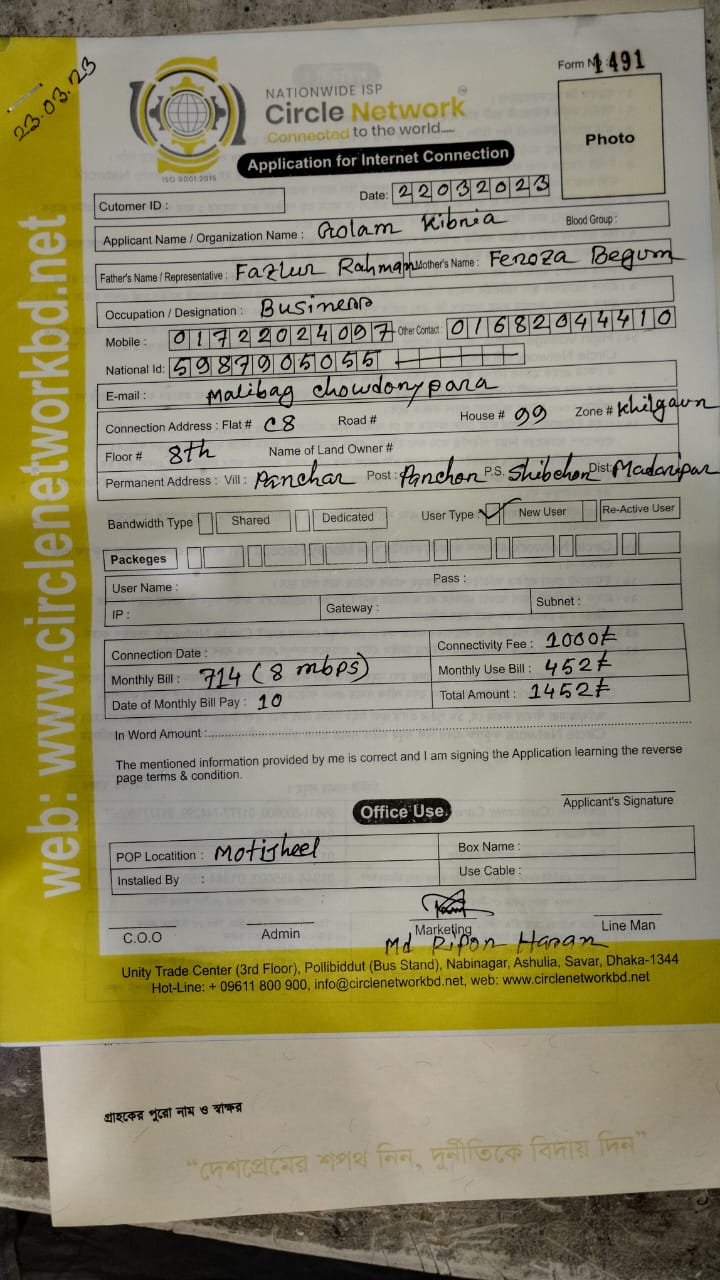 23.03.23
Form No: 1491
NATIONWIDE ISP
Circle Network
Connected to the world.....
ISO 9001:2015
Application for Internet Connection
Photo
Cutomer ID :
Date: 22032023
Applicant Name / Organization Name : Golam Kibria Blood Group :
Father's Name / Representative : Fazlur Rahman Mother's Name : Feroza Begum
Occupation / Designation : Business
Mobile : 01722024097 Other Contact : 01682044410
National Id: 5987905055
E-mail : Malibag chowdonypara
Connection Address : Flat # C8 Road # House # 99 Zone # Khilgaun
Floor # 8th Name of Land Owner #
Permanent Address : Vill : Panchar Post : Panchon P.S. Shibchon Dist: Madaripur
Bandwidth Type Shared Dedicated User Type : ✓ New User Re-Active User
Packeges
User Name : Pass :
IP : Gateway : Subnet :
Connection Date : Connectivity Fee : 1000৳
Monthly Bill : 714 (8 mbps) Monthly Use Bill : 452৳
Date of Monthly Bill Pay : 10 Total Amount : 1452৳
In Word Amount :
The mentioned information provided by me is correct and I am signing the Application learning the reverse
page terms & condition.
Applicant's Signature
Office Use.
POP Locatition : Motijheel Box Name :
Installed By : Use Cable :
C.O.O Admin Marketing Line Man
Md Ripon Hasan
Unity Trade Center (3rd Floor), Pollibiddut (Bus Stand), Nabinagar, Ashulia, Savar, Dhaka-1344
Hot-Line: + 09611 800 900, info@circlenetworkbd.net, web: www.circlenetworkbd.net
web: www.circlenetworkbd.net
গ্রাহকের পুরো নাম ও স্বাক্ষর
“দেশপ্রেমের শপথ নিন, দুর্নীতিকে বিদায় দিন”